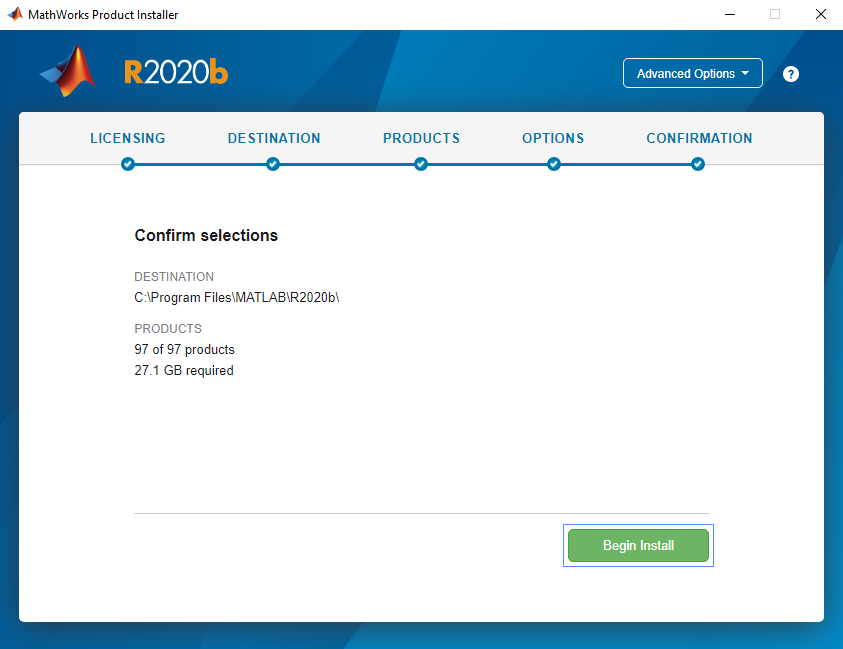 MathWorks Product Installer
R2020b
Advanced Options
?
LICENSING DESTINATION PRODUCTS OPTIONS CONFIRMATION
Confirm selections
DESTINATION
C:\Program Files\MATLAB\R2020b\
PRODUCTS
97 of 97 products
27.1 GB required
Begin Install